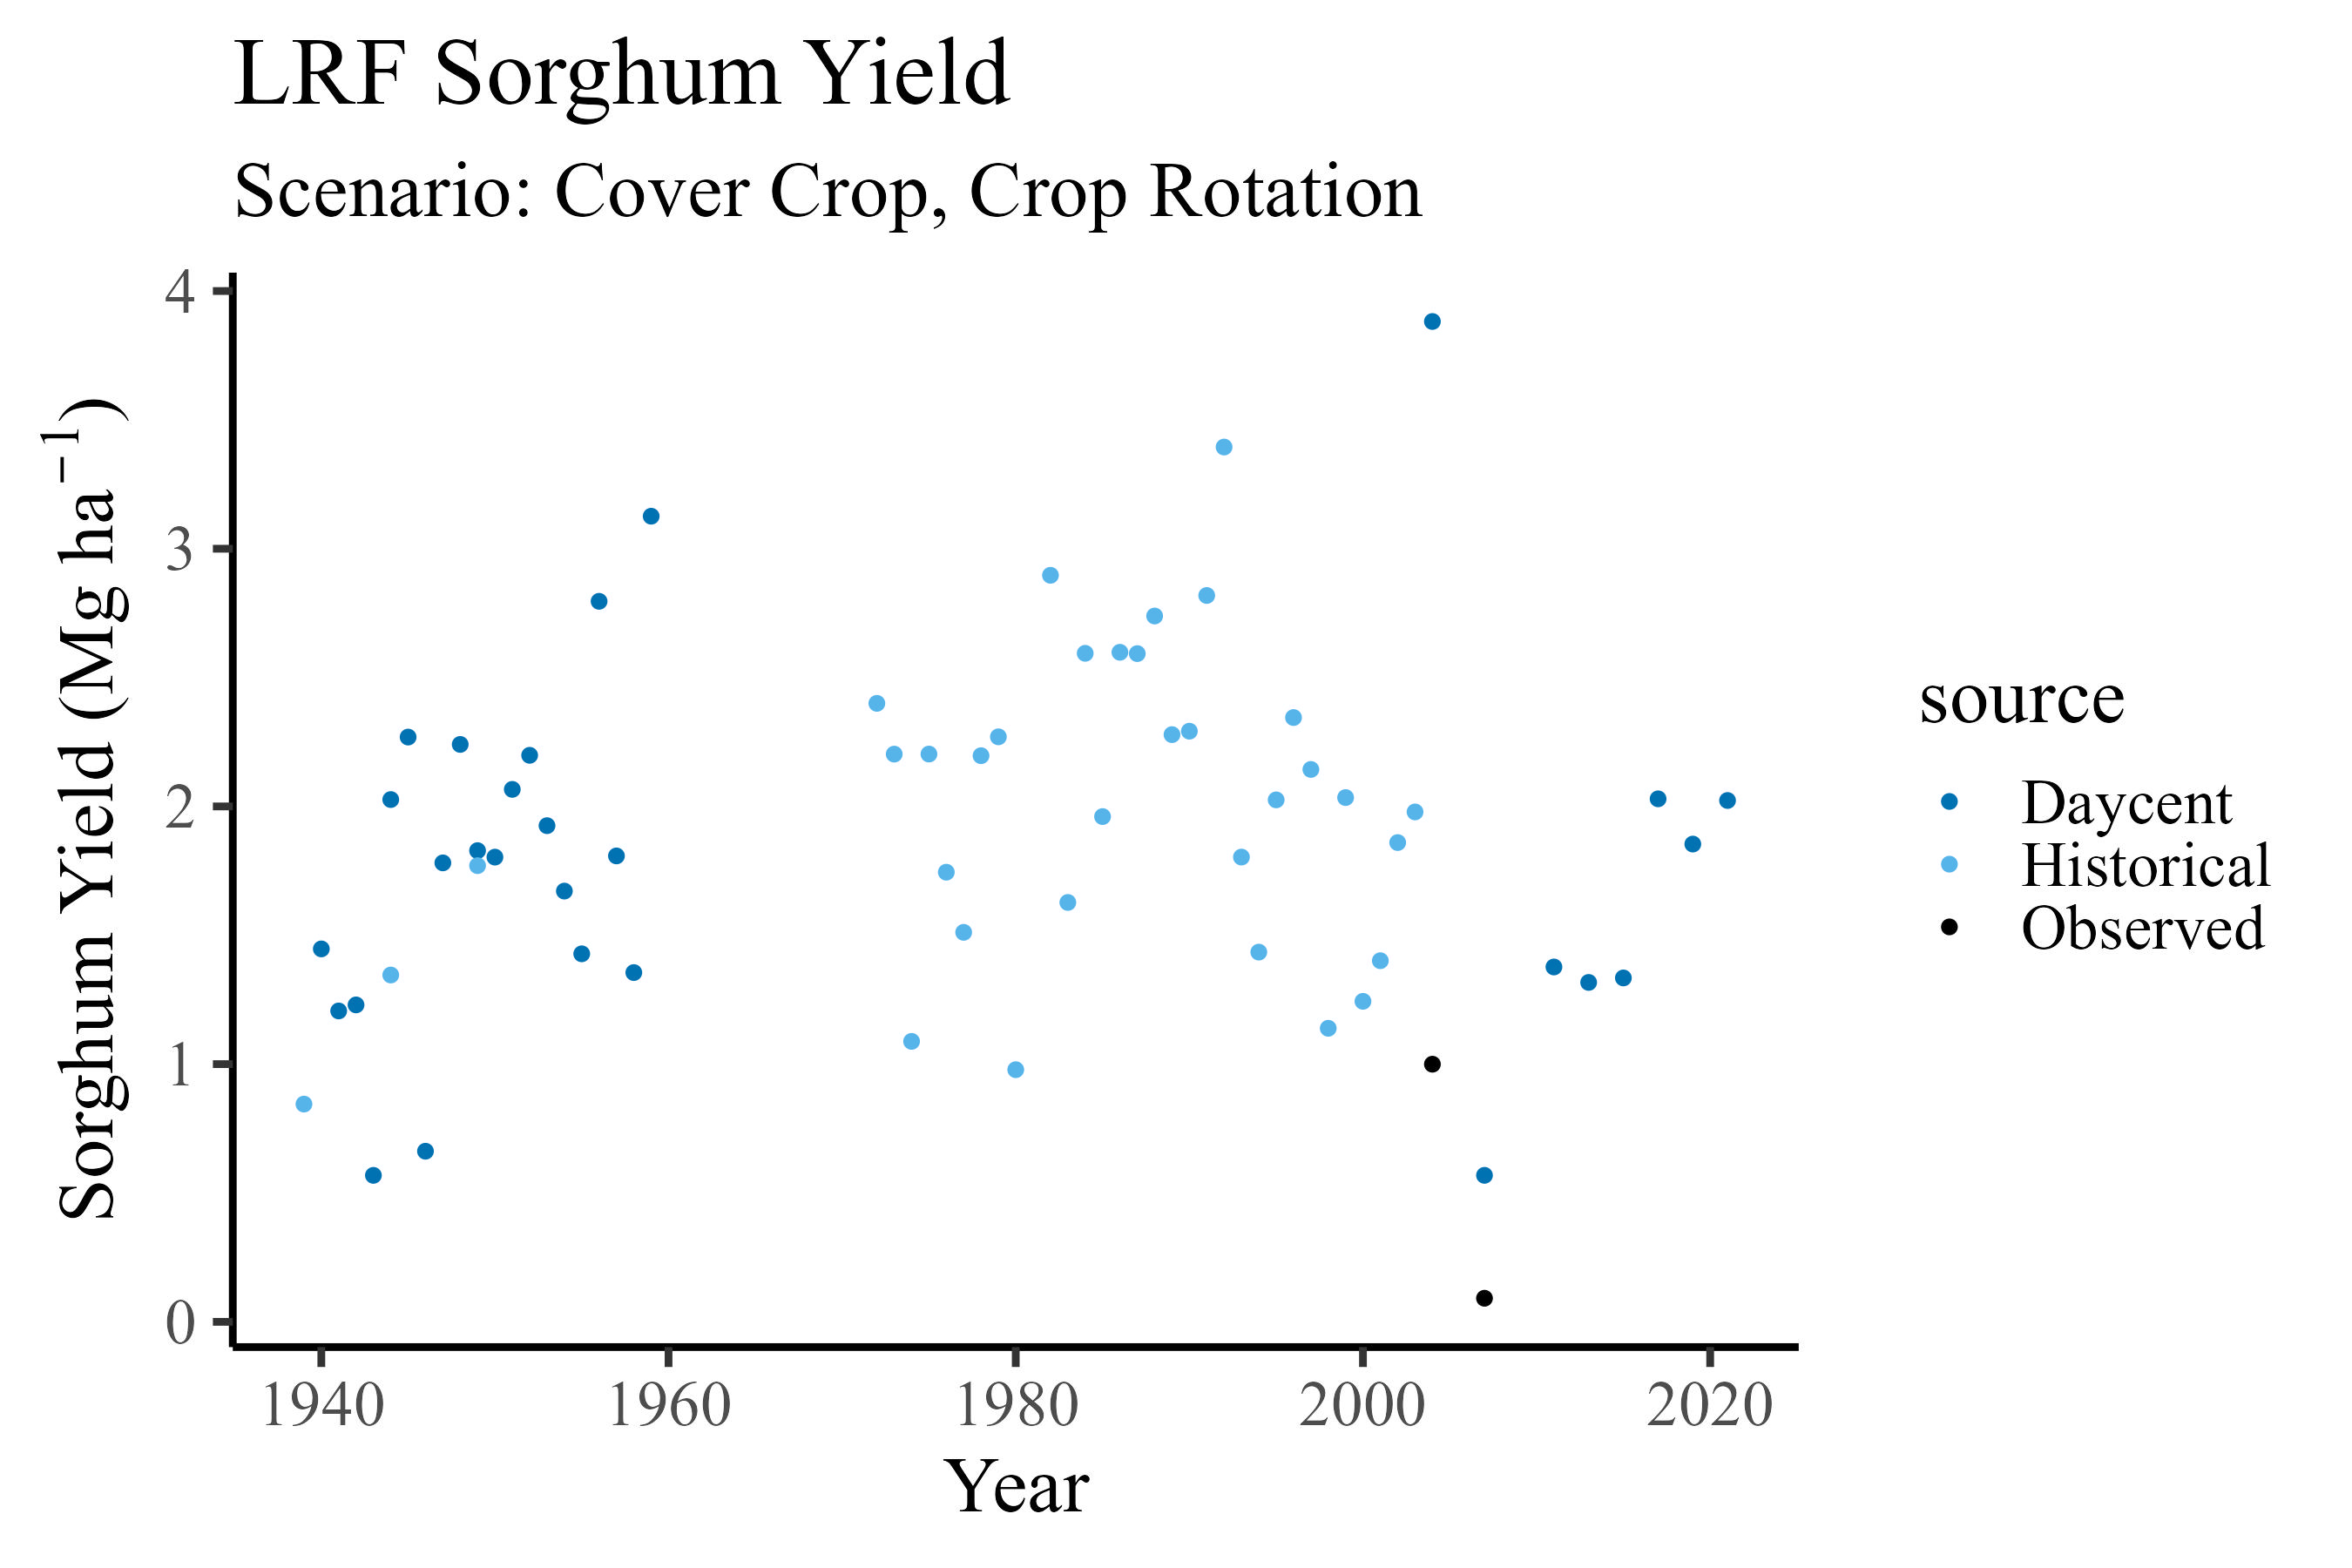 LRF Sorghum Yield
Scenario: Cover Crop, Crop Rotation
Sorghum Yield (Mg ha⁻¹)
4
3
2
1
0
1940 1960 1980 2000 2020
Year
source
Daycent
Historical
Observed